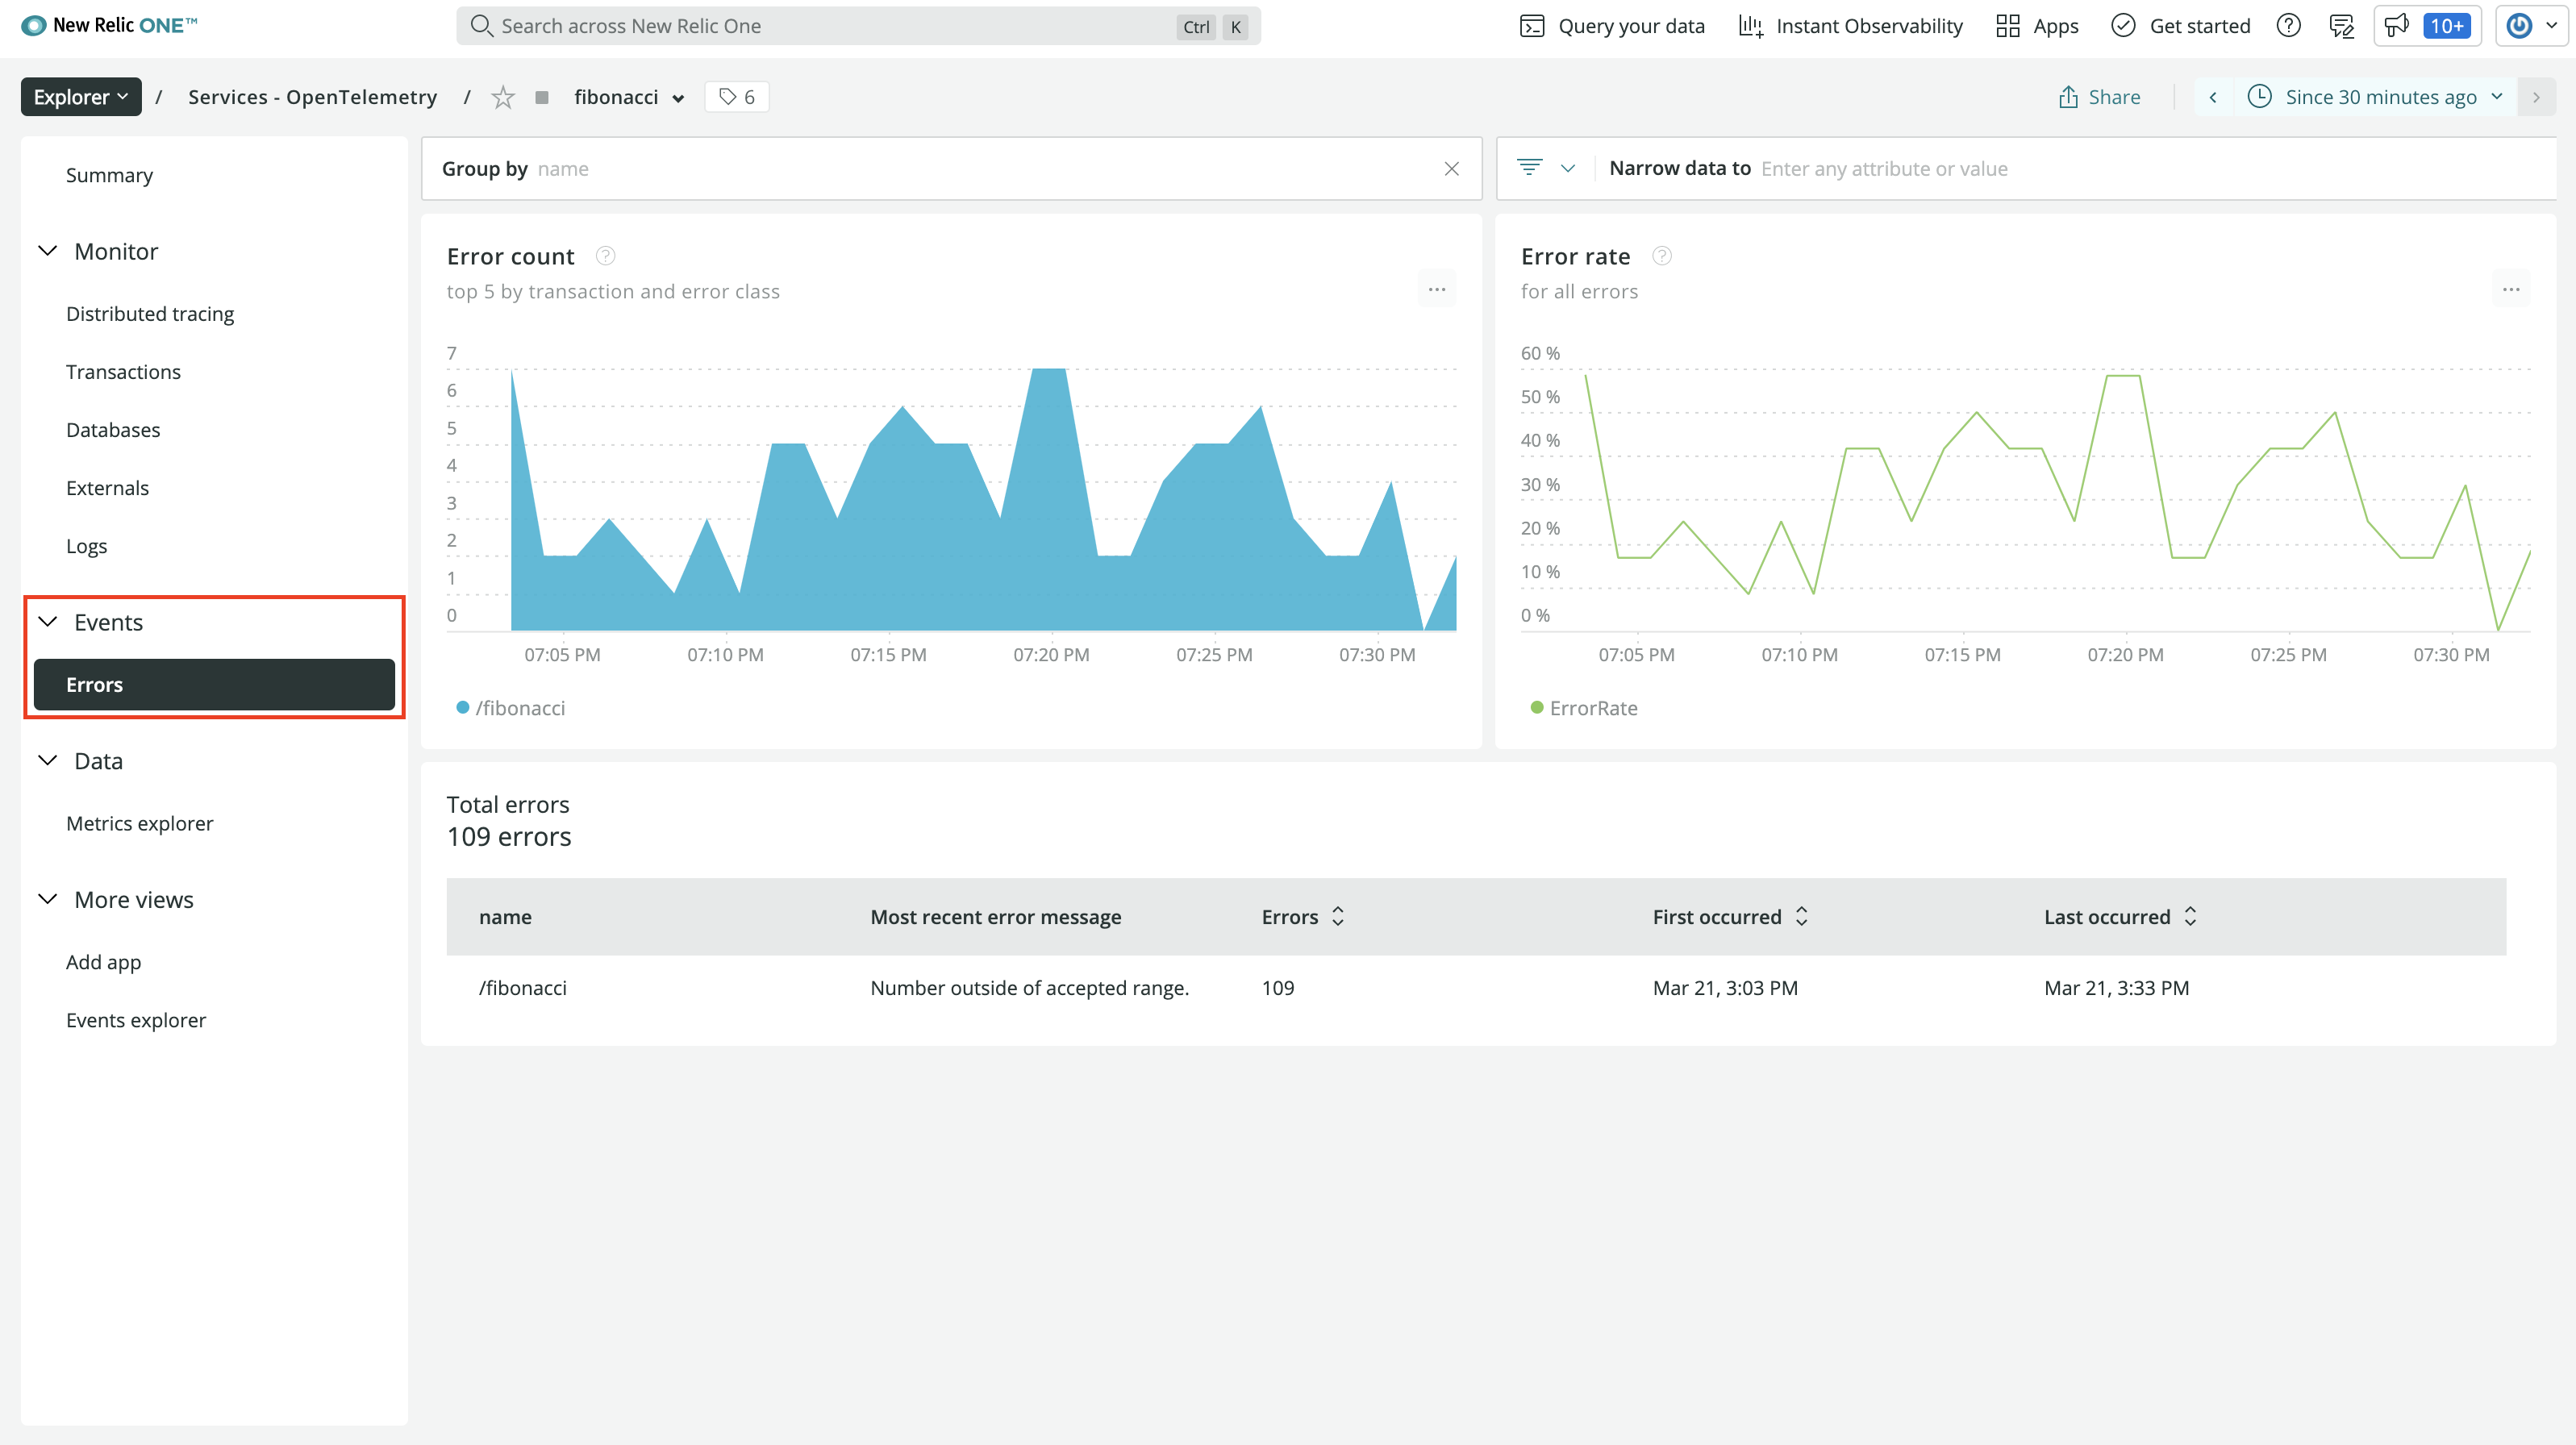 New Relic ONE™
Search across New Relic One
Ctrl K
Query your data
Instant Observability
Apps
Get started
10+
Explorer / Services - OpenTelemetry / fibonacci 6
Share
Since 30 minutes ago
Summary
Monitor
Distributed tracing
Transactions
Databases
Externals
Logs
Events
Errors
Data
Metrics explorer
More views
Add app
Events explorer
Group by name
Narrow data to Enter any attribute or value
Error count ?
top 5 by transaction and error class
...
7
6
5
4
3
2
1
0
07:05 PM 07:10 PM 07:15 PM 07:20 PM 07:25 PM 07:30 PM
/fibonacci
Error rate ?
for all errors
...
60 %
50 %
40 %
30 %
20 %
10 %
0 %
07:05 PM 07:10 PM 07:15 PM 07:20 PM 07:25 PM 07:30 PM
ErrorRate
Total errors
109 errors
name Most recent error message Errors First occurred Last occurred
/fibonacci Number outside of accepted range. 109 Mar 21, 3:03 PM Mar 21, 3:33 PM